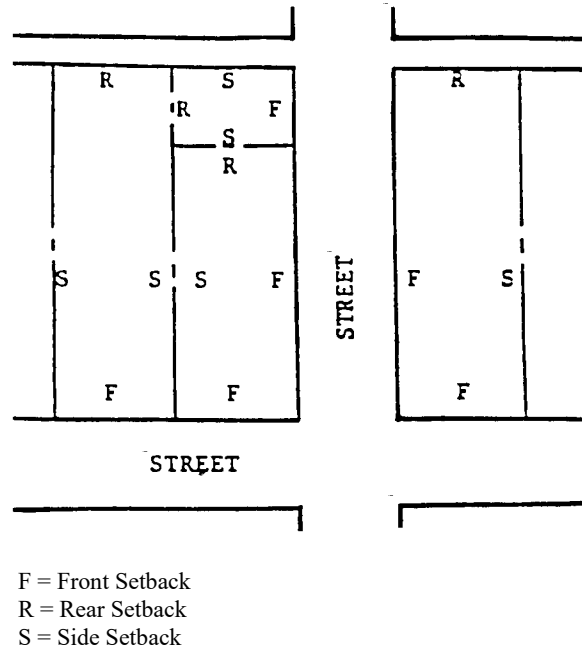 R S R
R F
S
R
S S S F F S
F F F
STREET
STREET
F = Front Setback
R = Rear Setback
S = Side Setback